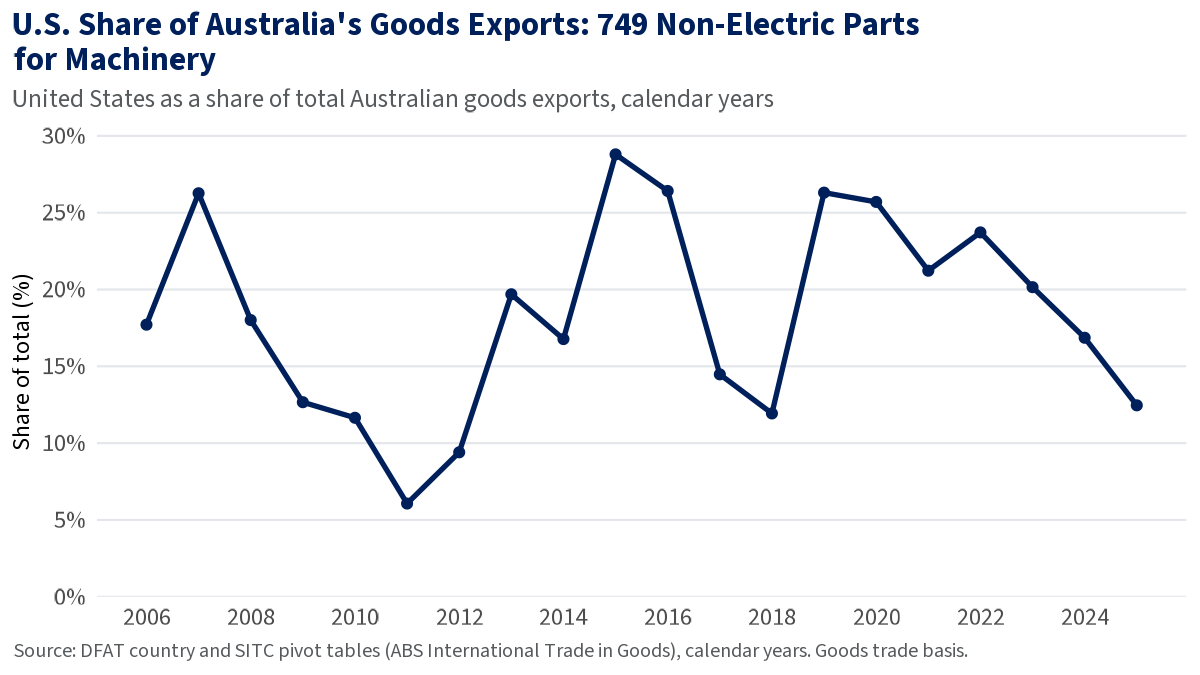 U.S. Share of Australia's Goods Exports: 749 Non-Electric Parts
for Machinery
United States as a share of total Australian goods exports, calendar years
Share of total (%)
30%
25%
20%
15%
10%
5%
0%
2006 2008 2010 2012 2014 2016 2018 2020 2022 2024
Source: DFAT country and SITC pivot tables (ABS International Trade in Goods), calendar years. Goods trade basis.